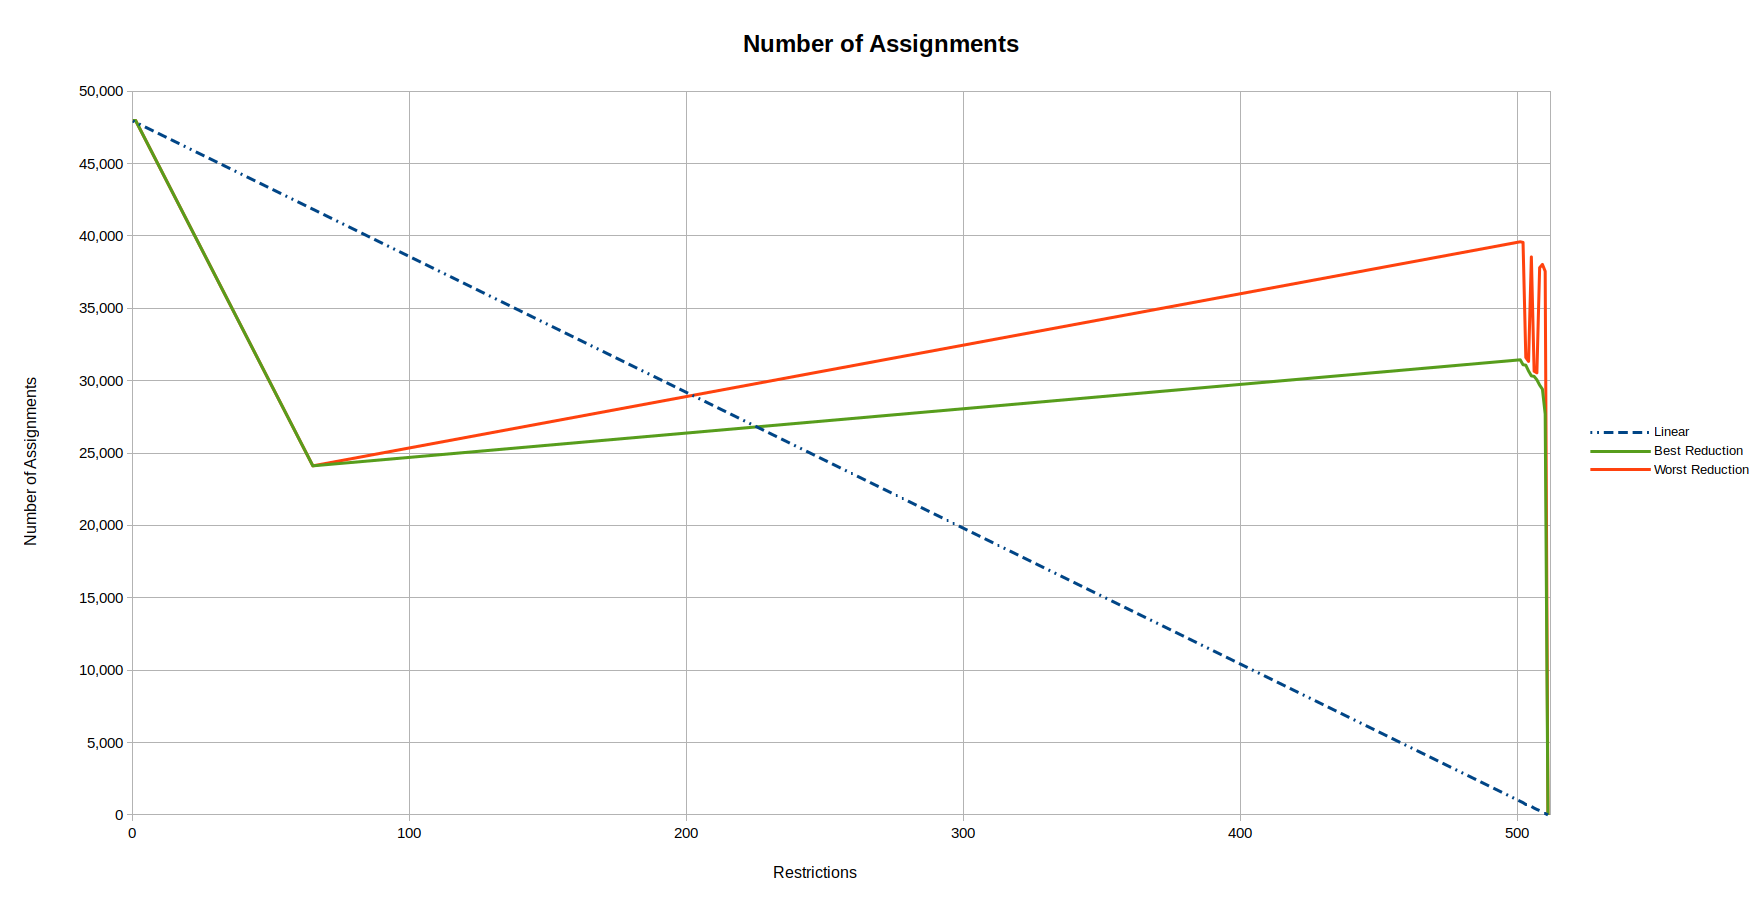 Number of Assignments
50,000
45,000
40,000
35,000
30,000
25,000
20,000
15,000
10,000
5,000
0
Number of Assignments
0 100 200 300 400 500
Restrictions
Linear
Best Reduction
Worst Reduction